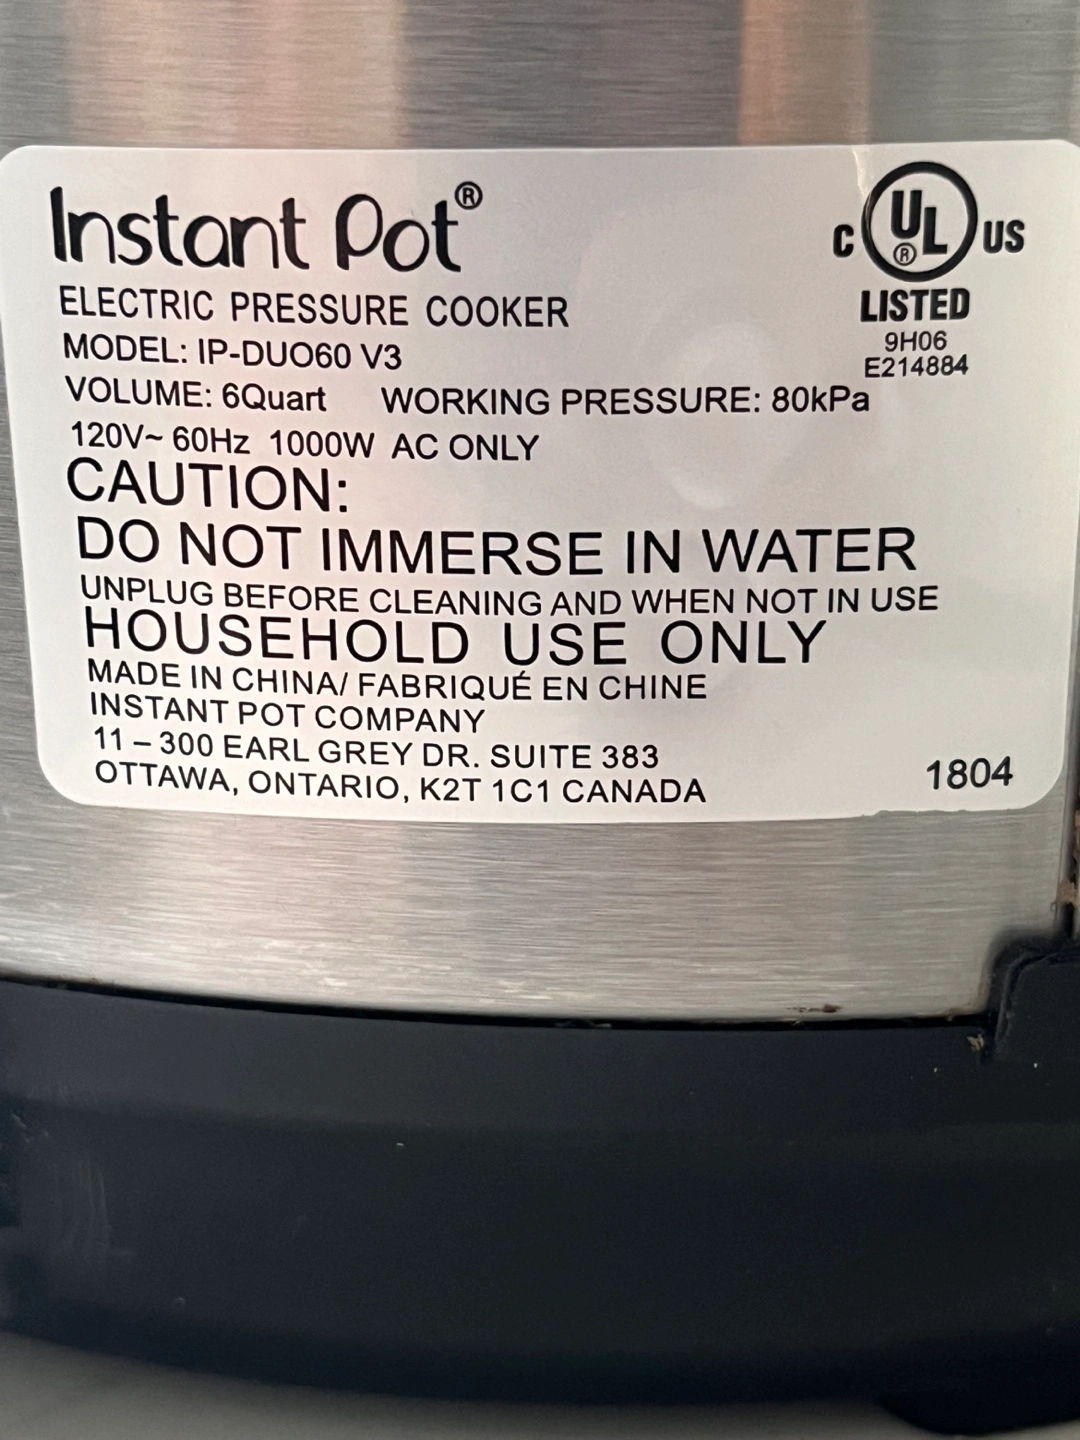 Instant Pot®
ELECTRIC PRESSURE COOKER
MODEL: IP-DUO60 V3
VOLUME: 6Quart WORKING PRESSURE: 80kPa
120V~ 60Hz 1000W AC ONLY
CAUTION:
DO NOT IMMERSE IN WATER
UNPLUG BEFORE CLEANING AND WHEN NOT IN USE
HOUSEHOLD USE ONLY
MADE IN CHINA/ FABRIQUÉ EN CHINE
INSTANT POT COMPANY
11 – 300 EARL GREY DR. SUITE 383
OTTAWA, ONTARIO, K2T 1C1 CANADA
C UL® US
LISTED
9H06
E214884
1804